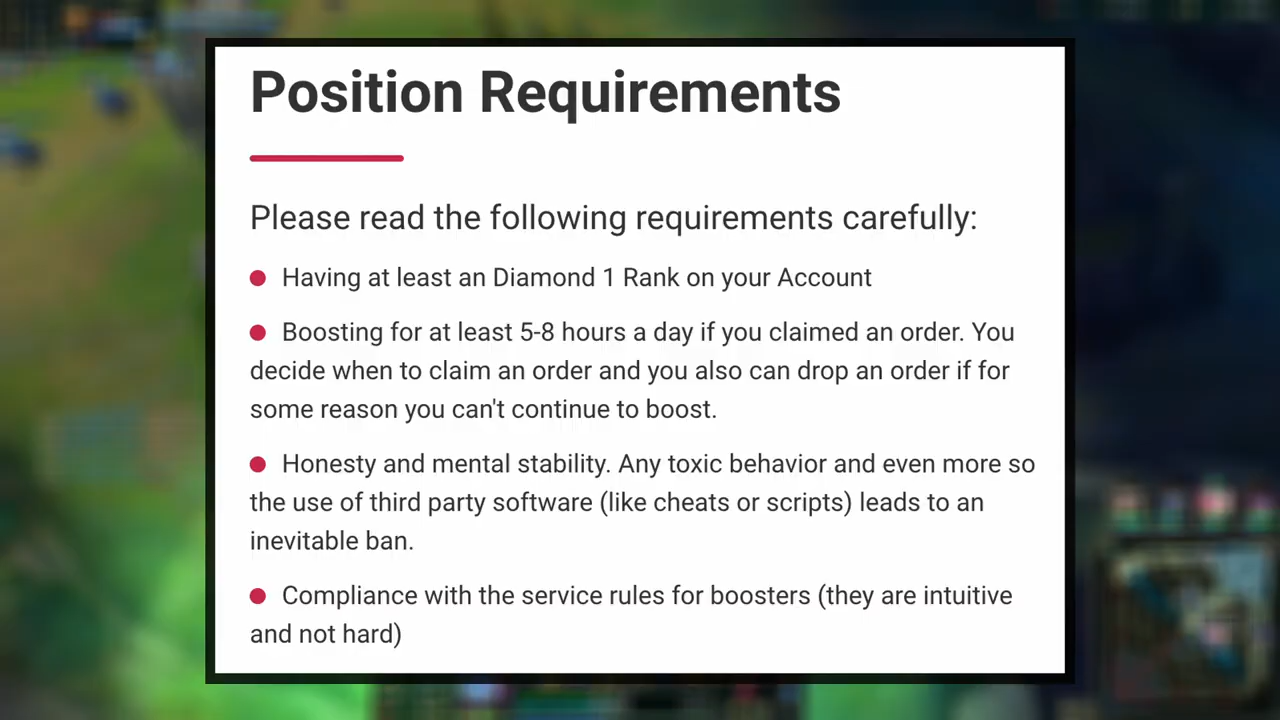 Position Requirements
Please read the following requirements carefully:
Having at least an Diamond 1 Rank on your Account
Boosting for at least 5-8 hours a day if you claimed an order. You
decide when to claim an order and you also can drop an order if for
some reason you can't continue to boost.
Honesty and mental stability. Any toxic behavior and even more so
the use of third party software (like cheats or scripts) leads to an
inevitable ban.
Compliance with the service rules for boosters (they are intuitive
and not hard)